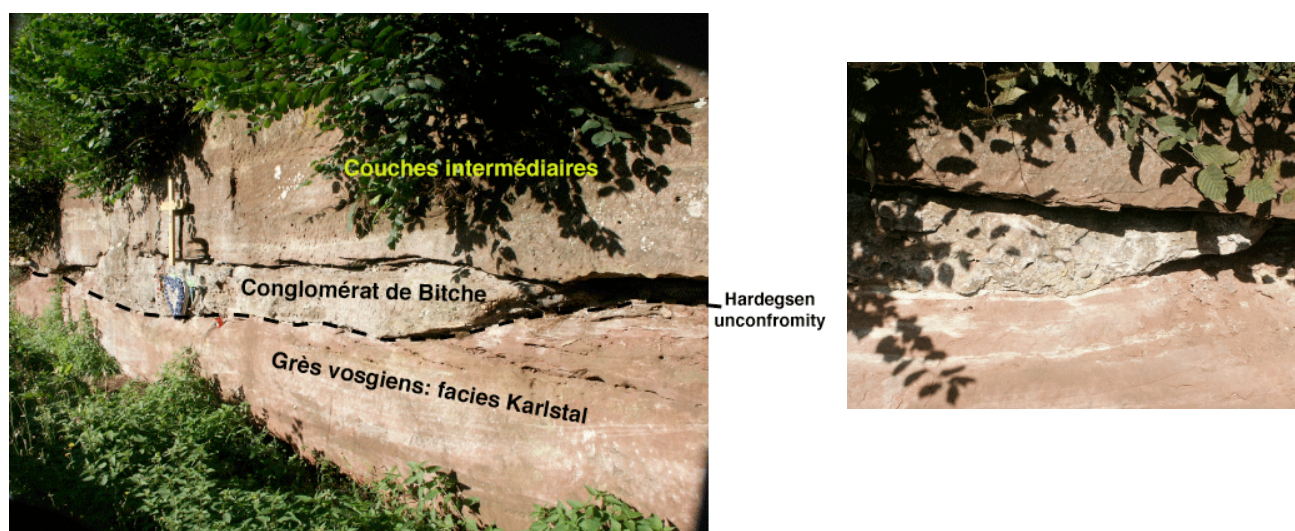 Couches intermédiaires
Conglomérat de Bitche
Hardegsen
unconfromity
Grès vosgiens: facies Karlstal